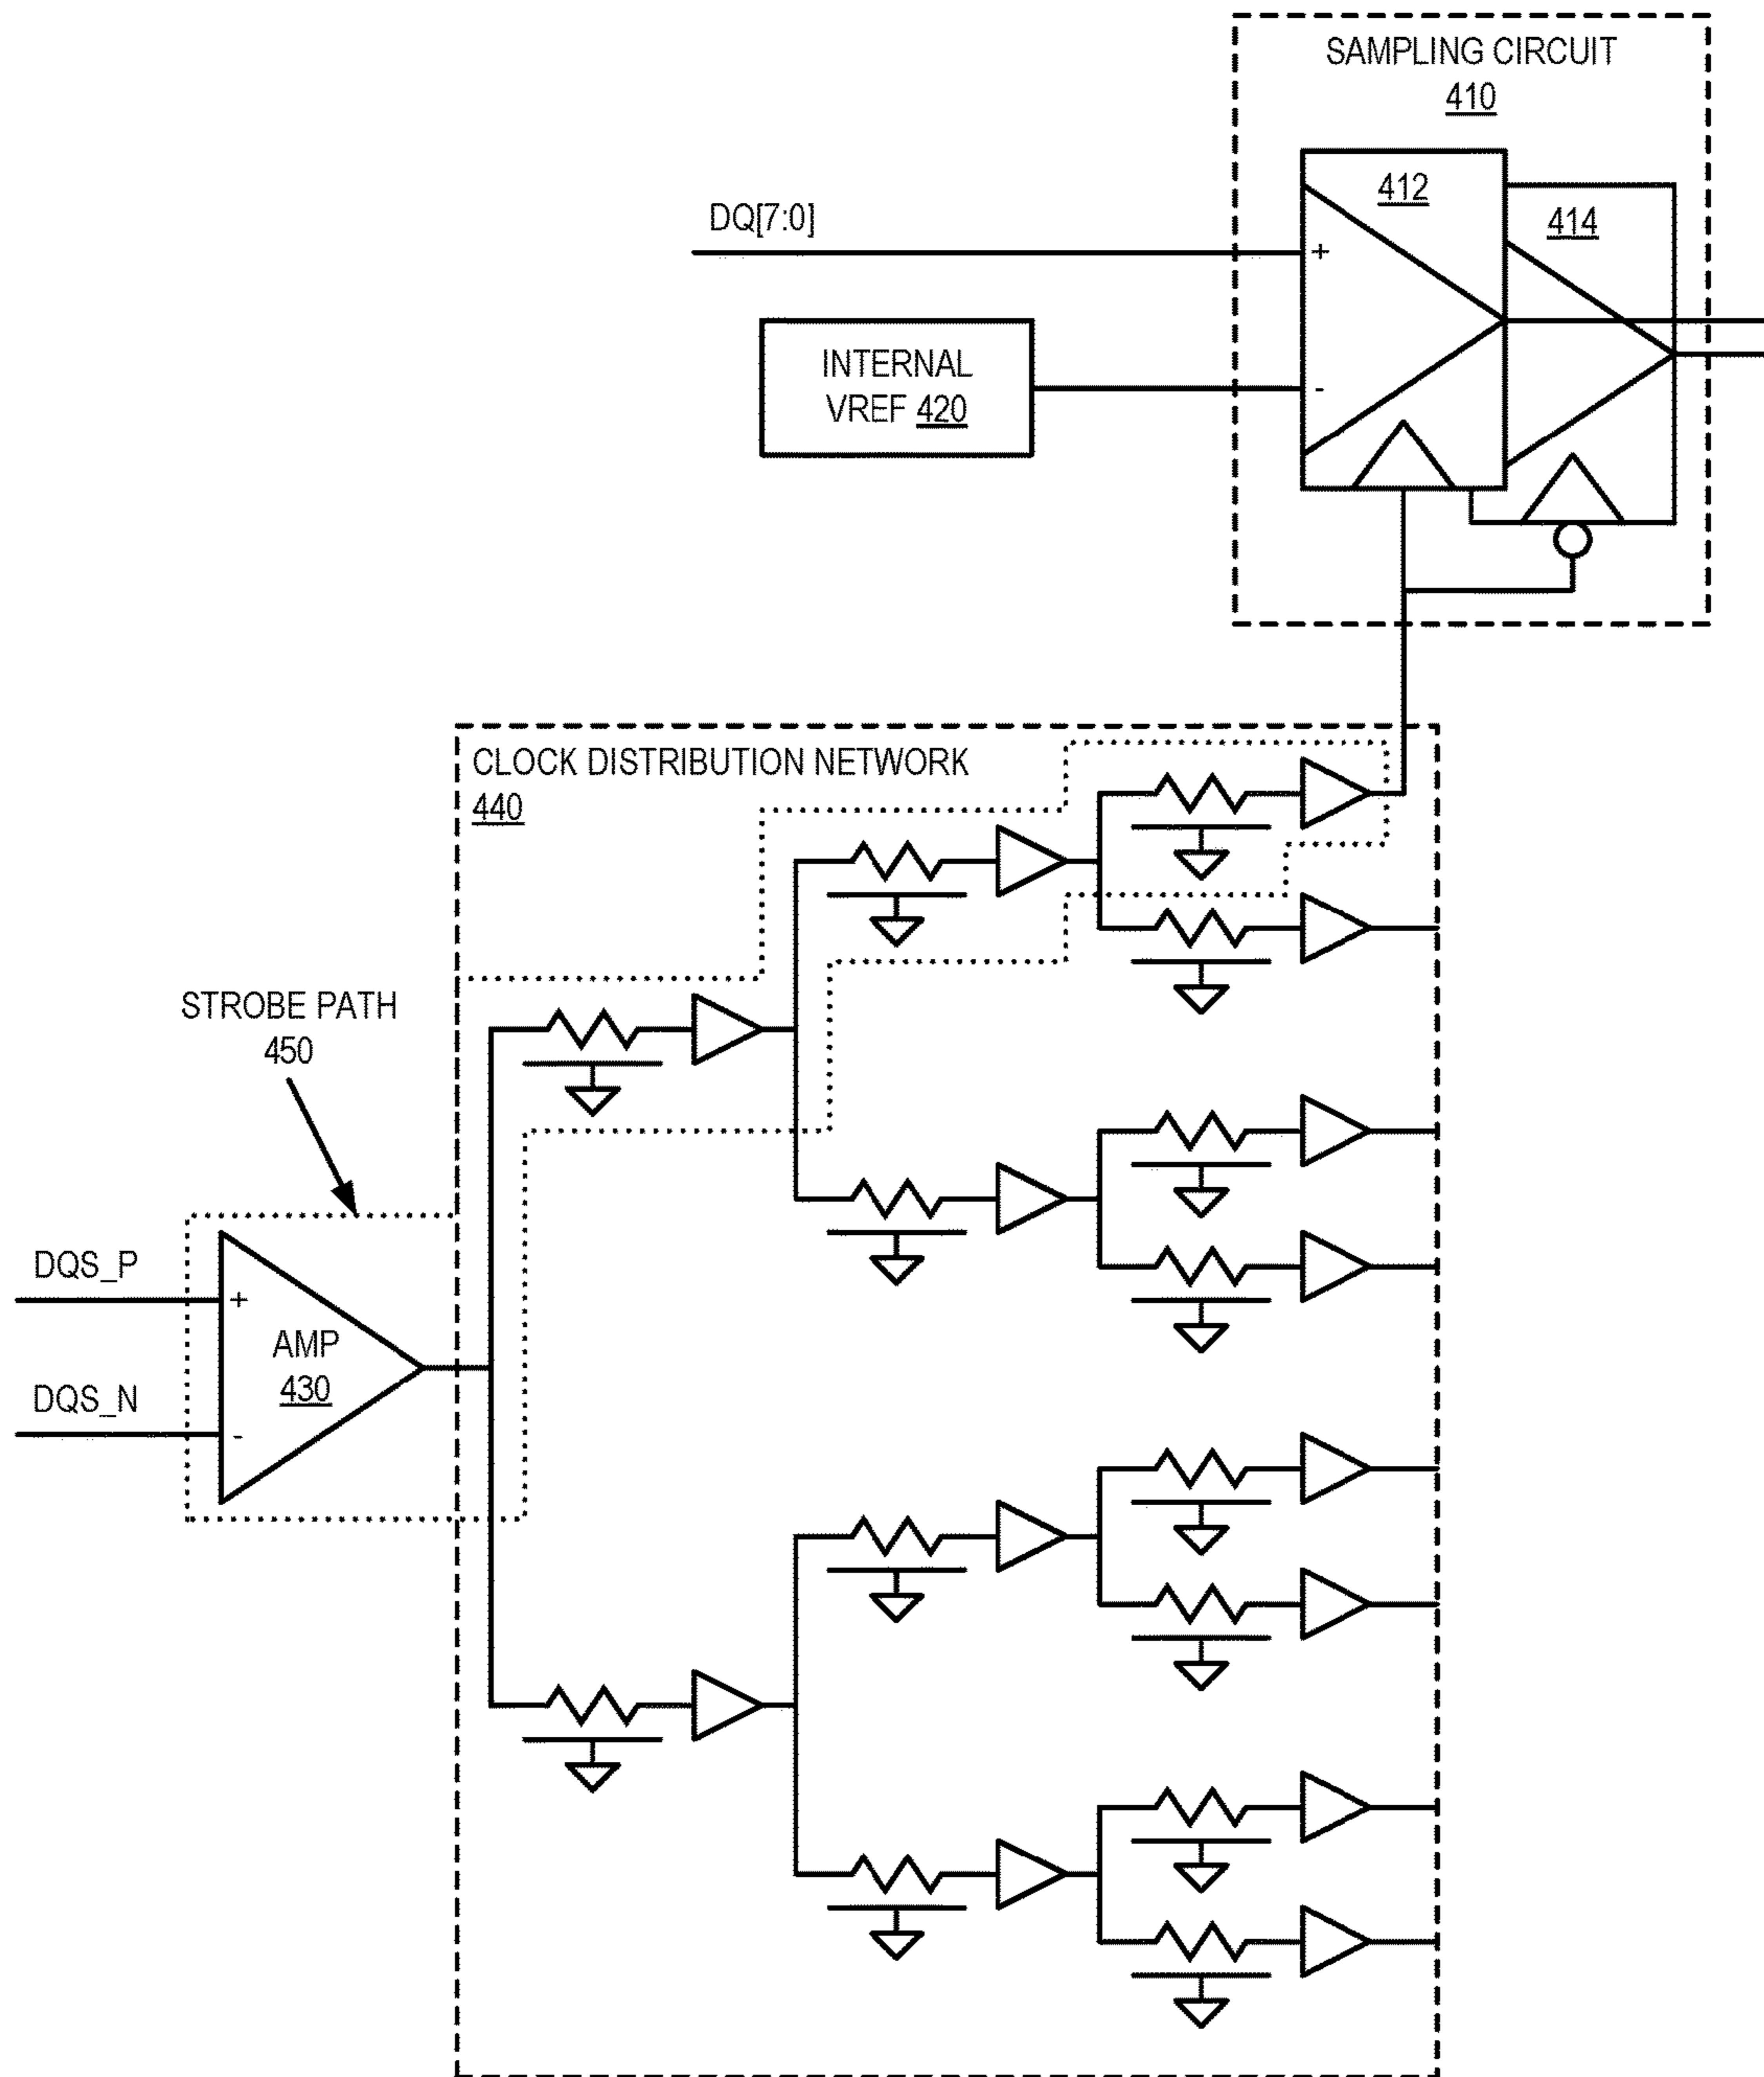 SAMPLING CIRCUIT
410
412
414
DQ[7:0]
+
INTERNAL
VREF 420
-
CLOCK DISTRIBUTION NETWORK
440
STROBE PATH
450
DQS_P
+
AMP
430
DQS_N
-